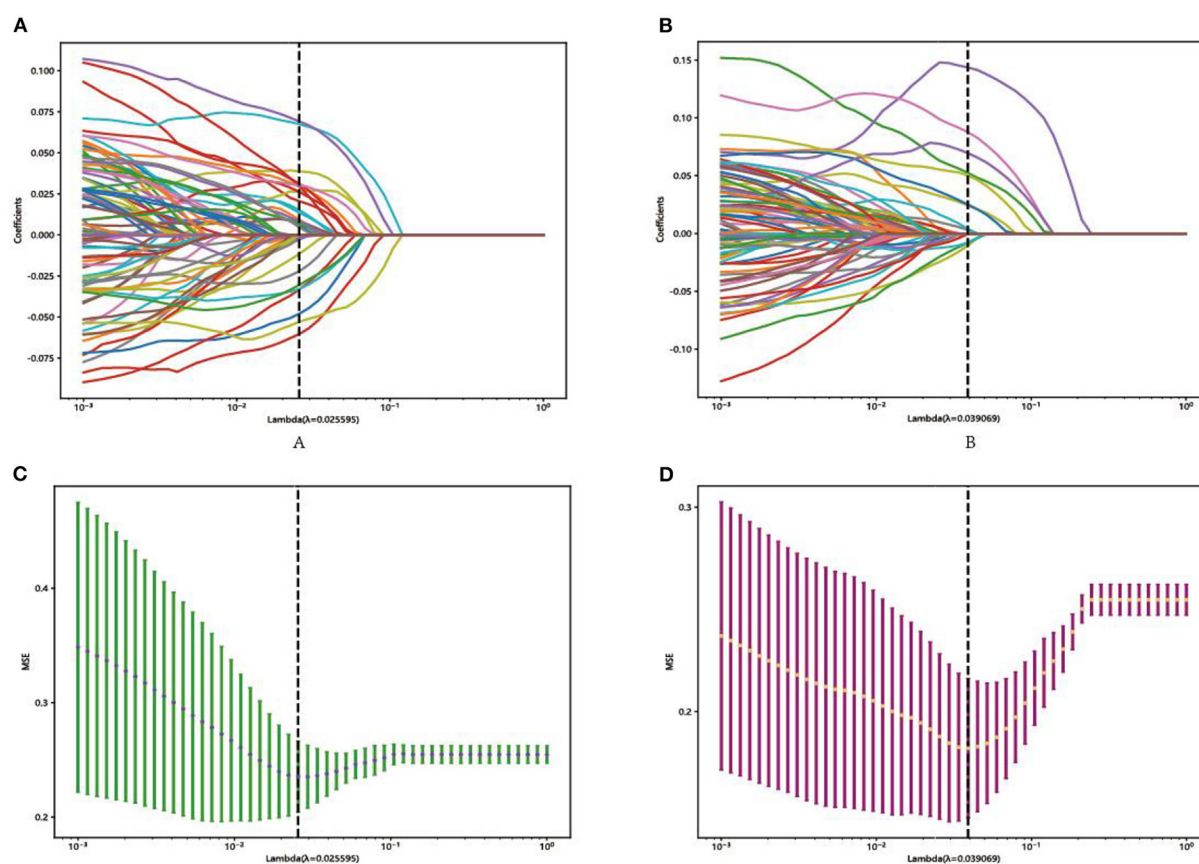 A
B
Coefficients
0.100
0.075
0.050
0.025
0.000
-0.025
-0.050
-0.075
10⁻³
10⁻²
10⁻¹
10⁰
Lambda(λ=0.025595)
A
Coefficients
0.15
0.10
0.05
0.00
-0.05
-0.10
10⁻³
10⁻²
10⁻¹
10⁰
Lambda(λ=0.039069)
B
C
D
MSE
0.4
0.3
0.2
10⁻³
10⁻²
10⁻¹
10⁰
Lambda(λ=0.025595)
MSE
0.3
0.2
10⁻³
10⁻²
10⁻¹
10⁰
Lambda(λ=0.039069)